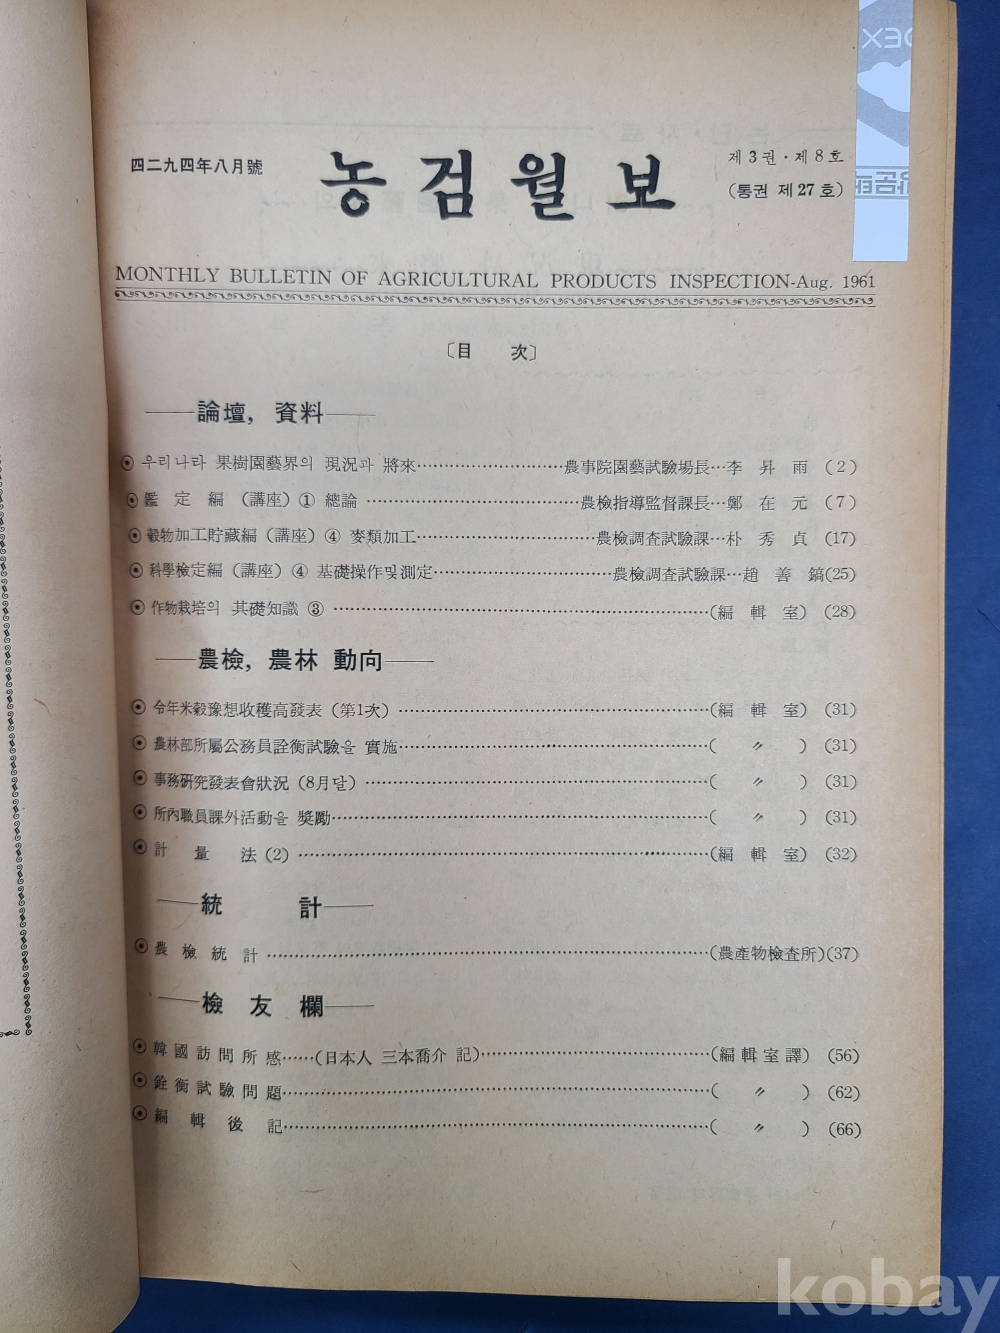 四二九四年八月號
농검월보
제3권·제8호
(통권 제27호)
MONTHLY BULLETIN OF AGRICULTURAL PRODUCTS INSPECTION-Aug. 1961
〔目 次〕
——論壇, 資料——
◉ 우리나라 果樹園藝界의 現況과 將來……………………農事院園藝試驗場長…李 昇 雨 (2)
◉ 鑑 定 編 (講座) ① 總論 ……………………農檢指導監督課長…鄭 在 元 (7)
◉ 穀物加工貯藏編 (講座) ④ 麥類加工……………………農檢調査試驗課…朴 秀 貞 (17)
◉ 科學檢定編 (講座) ④ 基礎操作및測定……………………農檢調査試驗課…趙 善 鎬(25)
◉ 作物栽培의 其礎知識 ③ ……………………(編 輯 室) (28)
——農檢, 農林 動向——
◉ 今年米穀豫想收穫高發表 (第1次) ……………………(編 輯 室) (31)
◉ 農林部所屬公務員詮衡試驗을 實施……………………( 〃 ) (31)
◉ 事務硏究發表會狀況 (8月달) ……………………( 〃 ) (31)
◉ 所內職員課外活動을 奬勵……………………( 〃 ) (31)
◉ 計 量 法 (2) ……………………(編 輯 室) (32)
——統 計——
◉ 農 檢 統 計 ……………………(農產物檢査所)(37)
——檢 友 欄——
◉ 韓 國 訪 問 所 感……(日本人 三本喬介 記)……………………(編 輯 室 譯) (56)
◉ 銓 衡 試 驗 問 題……………………( 〃 ) (62)
◉ 編 輯 後 記……………………( 〃 ) (66)
kobay